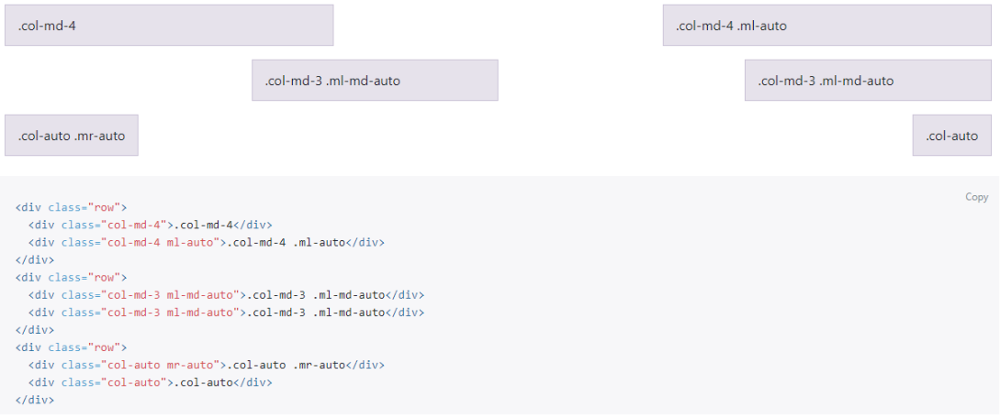 .col-md-4 .col-md-4 .ml-auto
.col-md-3 .ml-md-auto .col-md-3 .ml-md-auto
.col-auto .mr-auto .col-auto
Copy
<div class="row">
  <div class="col-md-4">.col-md-4</div>
  <div class="col-md-4 ml-auto">.col-md-4 .ml-auto</div>
</div>
<div class="row">
  <div class="col-md-3 ml-md-auto">.col-md-3 .ml-md-auto</div>
  <div class="col-md-3 ml-md-auto">.col-md-3 .ml-md-auto</div>
</div>
<div class="row">
  <div class="col-auto mr-auto">.col-auto .mr-auto</div>
  <div class="col-auto">.col-auto</div>
</div>